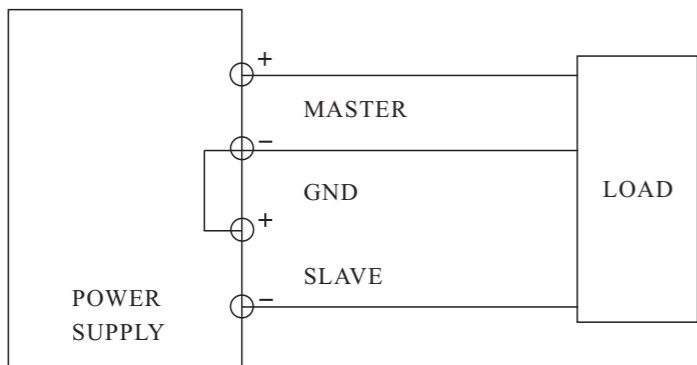 +
MASTER
−
GND
LOAD
+
SLAVE
−
POWER
SUPPLY